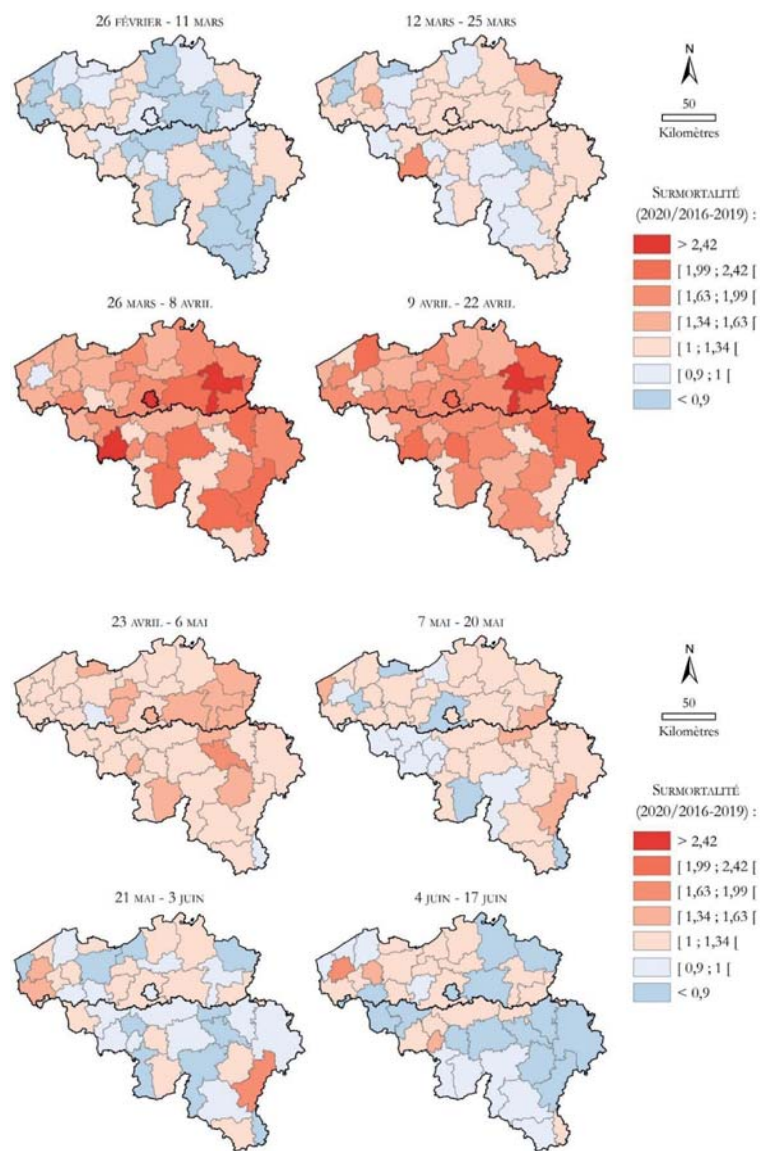 26 FÉVRIER - 11 MARS
12 MARS - 25 MARS
N
50
Kilomètres
SURMORTALITÉ
(2020/2016-2019) :
> 2,42
[ 1,99 ; 2,42 [
[ 1,63 ; 1,99 [
[ 1,34 ; 1,63 [
[ 1 ; 1,34 [
[ 0,9 ; 1 [
< 0,9
26 MARS - 8 AVRIL
9 AVRIL - 22 AVRIL
23 AVRIL - 6 MAI
7 MAI - 20 MAI
N
50
Kilomètres
SURMORTALITÉ
(2020/2016-2019) :
> 2,42
[ 1,99 ; 2,42 [
[ 1,63 ; 1,99 [
[ 1,34 ; 1,63 [
[ 1 ; 1,34 [
[ 0,9 ; 1 [
< 0,9
21 MAI - 3 JUIN
4 JUIN - 17 JUIN